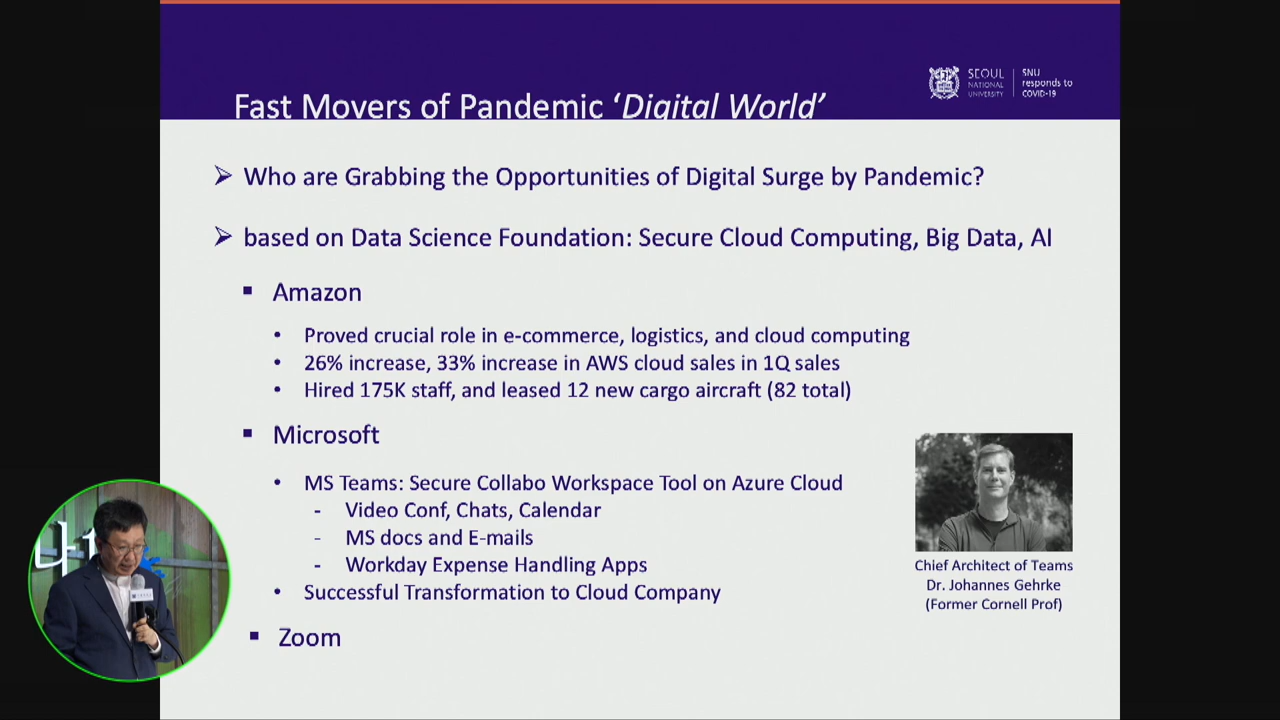 SEOUL
NATIONAL
UNIVERSITY
SNU
responds to
COVID-19
Fast Movers of Pandemic ‘Digital World’
➢ Who are Grabbing the Opportunities of Digital Surge by Pandemic?
➢ based on Data Science Foundation: Secure Cloud Computing, Big Data, AI
▪ Amazon
• Proved crucial role in e-commerce, logistics, and cloud computing
• 26% increase, 33% increase in AWS cloud sales in 1Q sales
• Hired 175K staff, and leased 12 new cargo aircraft (82 total)
▪ Microsoft
• MS Teams: Secure Collabo Workspace Tool on Azure Cloud
- Video Conf, Chats, Calendar
- MS docs and E-mails
- Workday Expense Handling Apps
• Successful Transformation to Cloud Company
▪ Zoom
Chief Architect of Teams
Dr. Johannes Gehrke
(Former Cornell Prof)